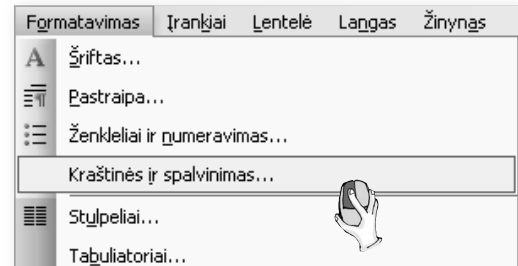 Formatavimas Įrankiai Lentelė Langas Žinynas
Šriftas...
Pastraipa...
Ženkleliai ir numeravimas...
Kraštinės ir spalvinimas...
Stulpeliai...
Tabuliatoriai...